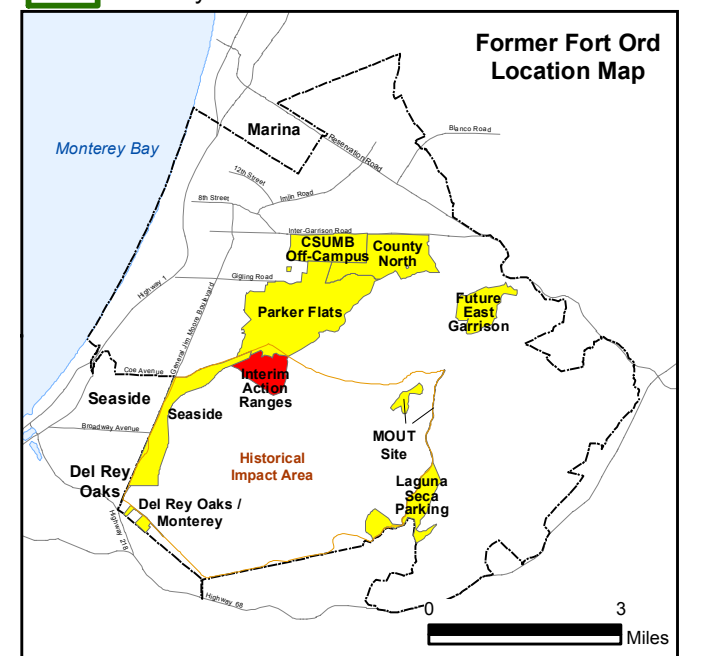 Former Fort Ord
Location Map
Marina
Blanco Road
Reservation Road
Monterey Bay
12th Street
8th Street
Imjin Road
Inter-Garrison Road
CSUMB
Off-Campus
County
North
Gigling Road
Highway 1
General Jim Moore Boulevard
Parker Flats
Future
East
Garrison
Coe Avenue
Interim
Action
Ranges
Seaside
Seaside
Broadway Avenue
MOUT
Site
Historical
Impact Area
Del Rey
Oaks
Laguna
Seca
Parking
Del Rey Oaks /
Monterey
Highway 218
Highway 68
0
3
Miles